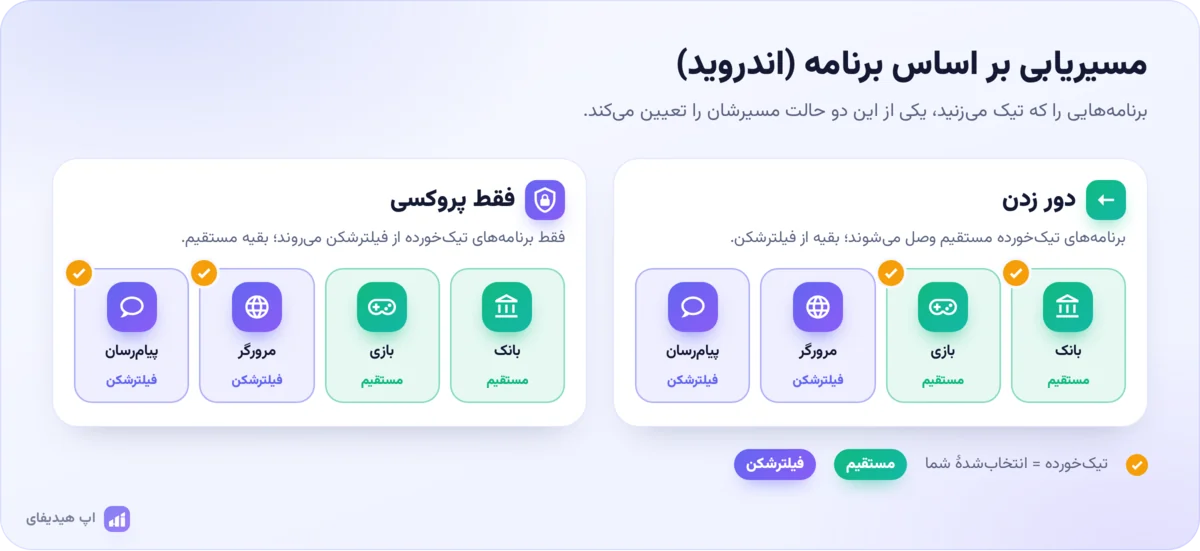 مسیریابی بر اساس برنامه (اندروید)
برنامه‌هایی را که تیک می‌زنید، یکی از این دو حالت مسیرشان را تعیین می‌کند.
دور زدن
برنامه‌های تیک‌خورده مستقیم وصل می‌شوند؛ بقیه از فیلترشکن.
بانک
مستقیم
بازی
مستقیم
مرورگر
فیلترشکن
پیام‌رسان
فیلترشکن
فقط پروکسی
فقط برنامه‌های تیک‌خورده از فیلترشکن می‌روند؛ بقیه مستقیم.
بانک
مستقیم
بازی
مستقیم
مرورگر
فیلترشکن
پیام‌رسان
فیلترشکن
تیک‌خورده = انتخاب‌شدهٔ شما
مستقیم
فیلترشکن
اپ هیدیفای